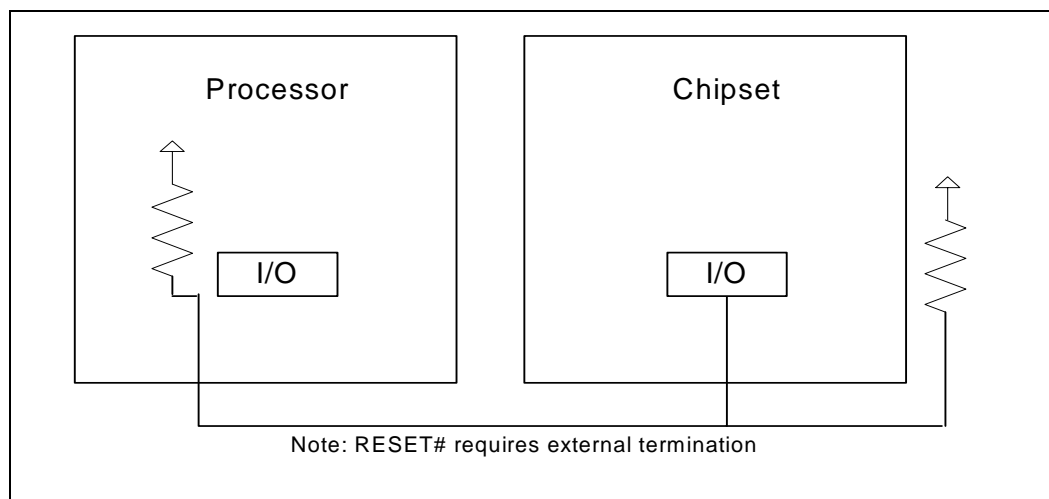 Processor
Chipset
I/O
I/O
Note: RESET# requires external termination